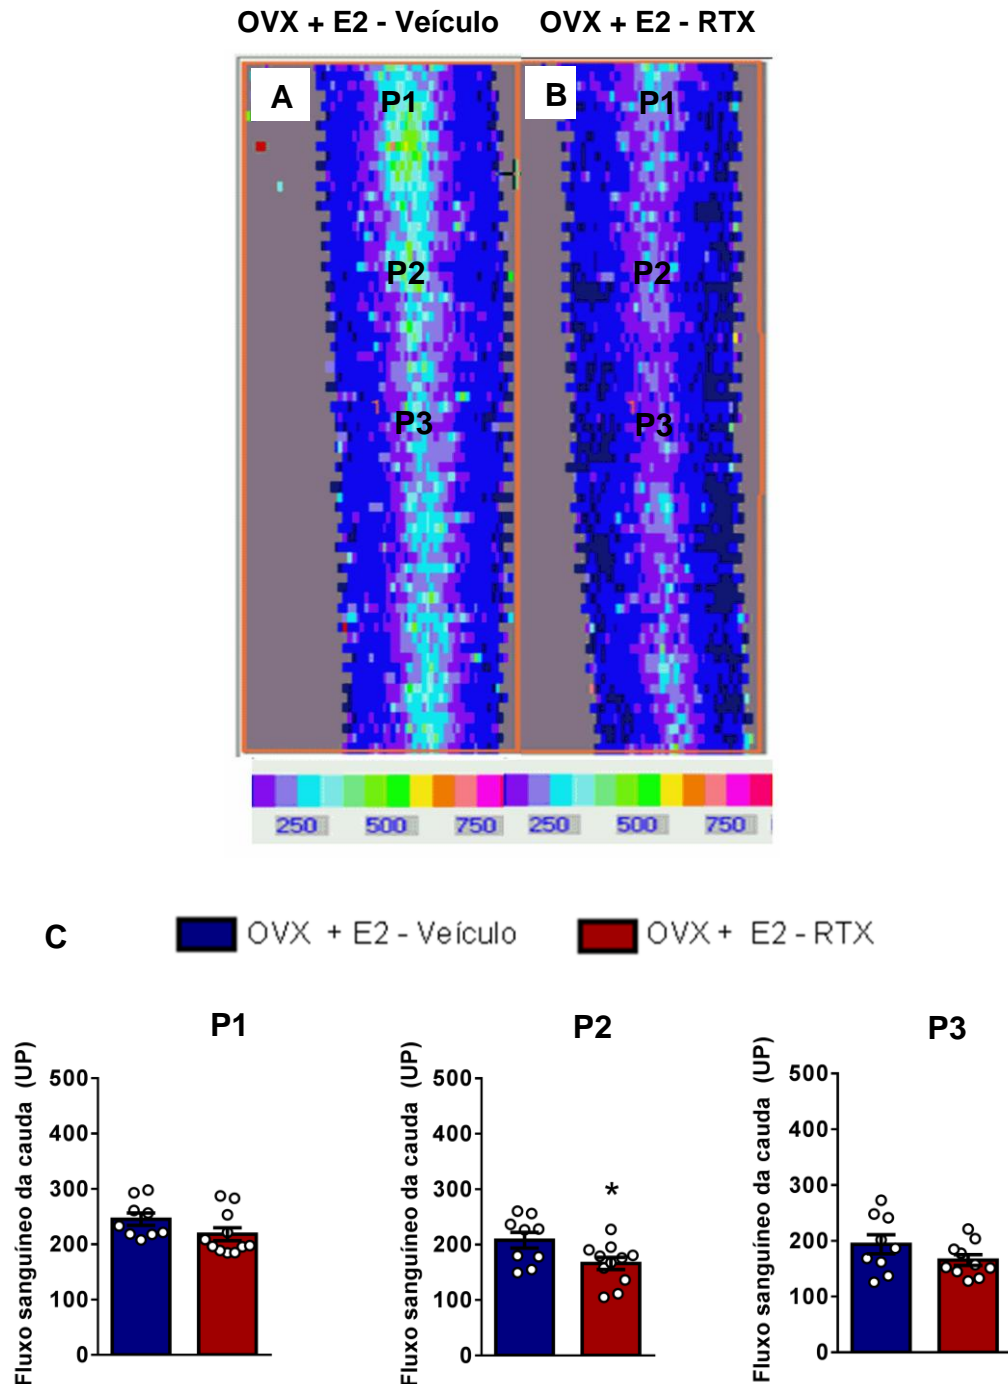 OVX + E2 - Veículo OVX + E2 - RTX
A B
P1 P1
P2 P2
P3 P3
250 500 750 250 500 750
C OVX + E2 - Veículo OVX + E2 - RTX
P1 P2 P3
Fluxo sanguíneo da cauda (UP)
500
400
300
200
100
0
Fluxo sanguíneo da cauda (UP)
500
400
300
200
100
0
*
Fluxo sanguíneo da cauda (UP)
500
400
300
200
100
0